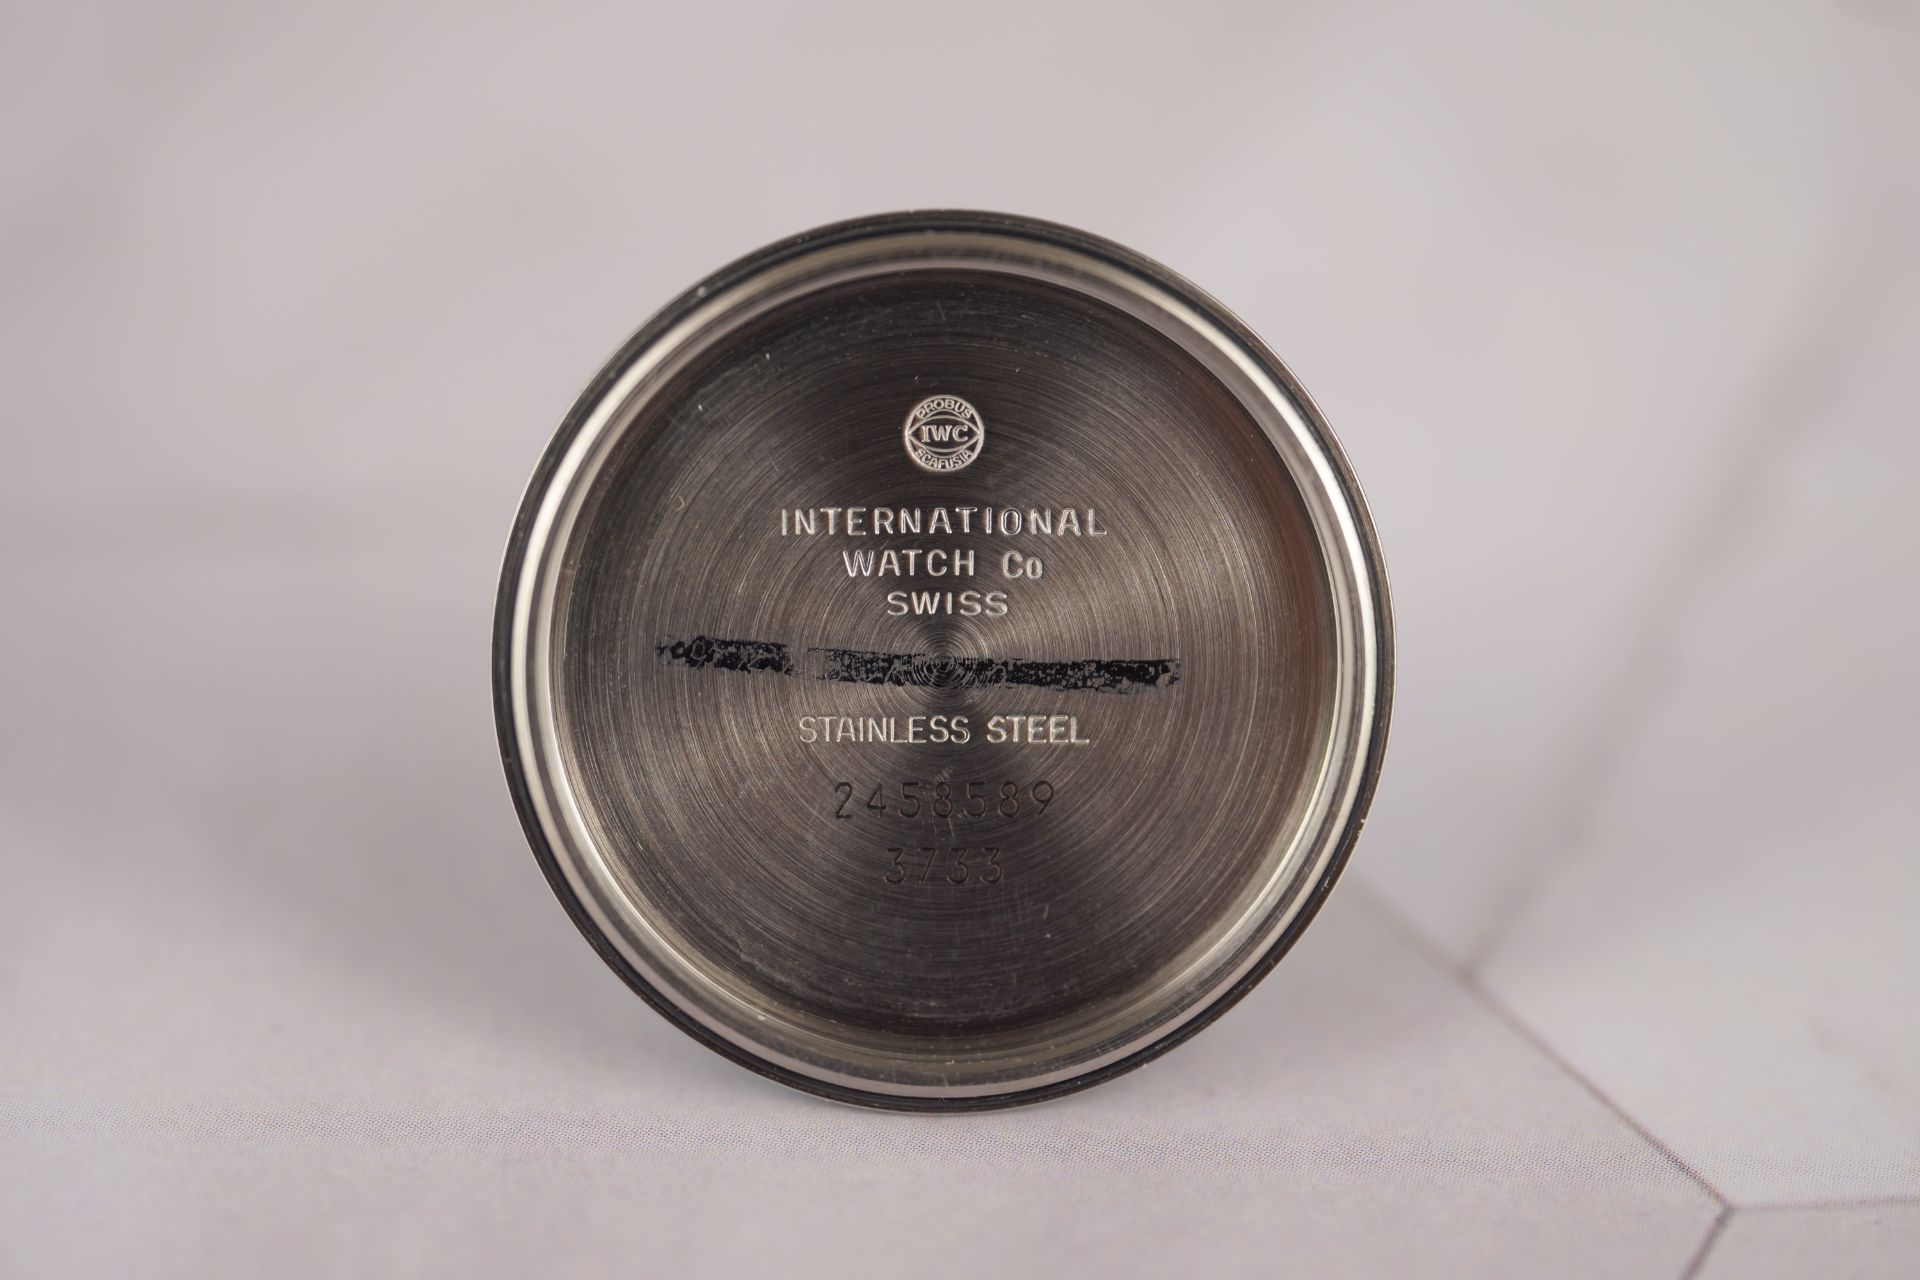 PROBUS
IWC
SCAFUSIA
INTERNATIONAL
WATCH Co
SWISS
STAINLESS STEEL
2458589
3733